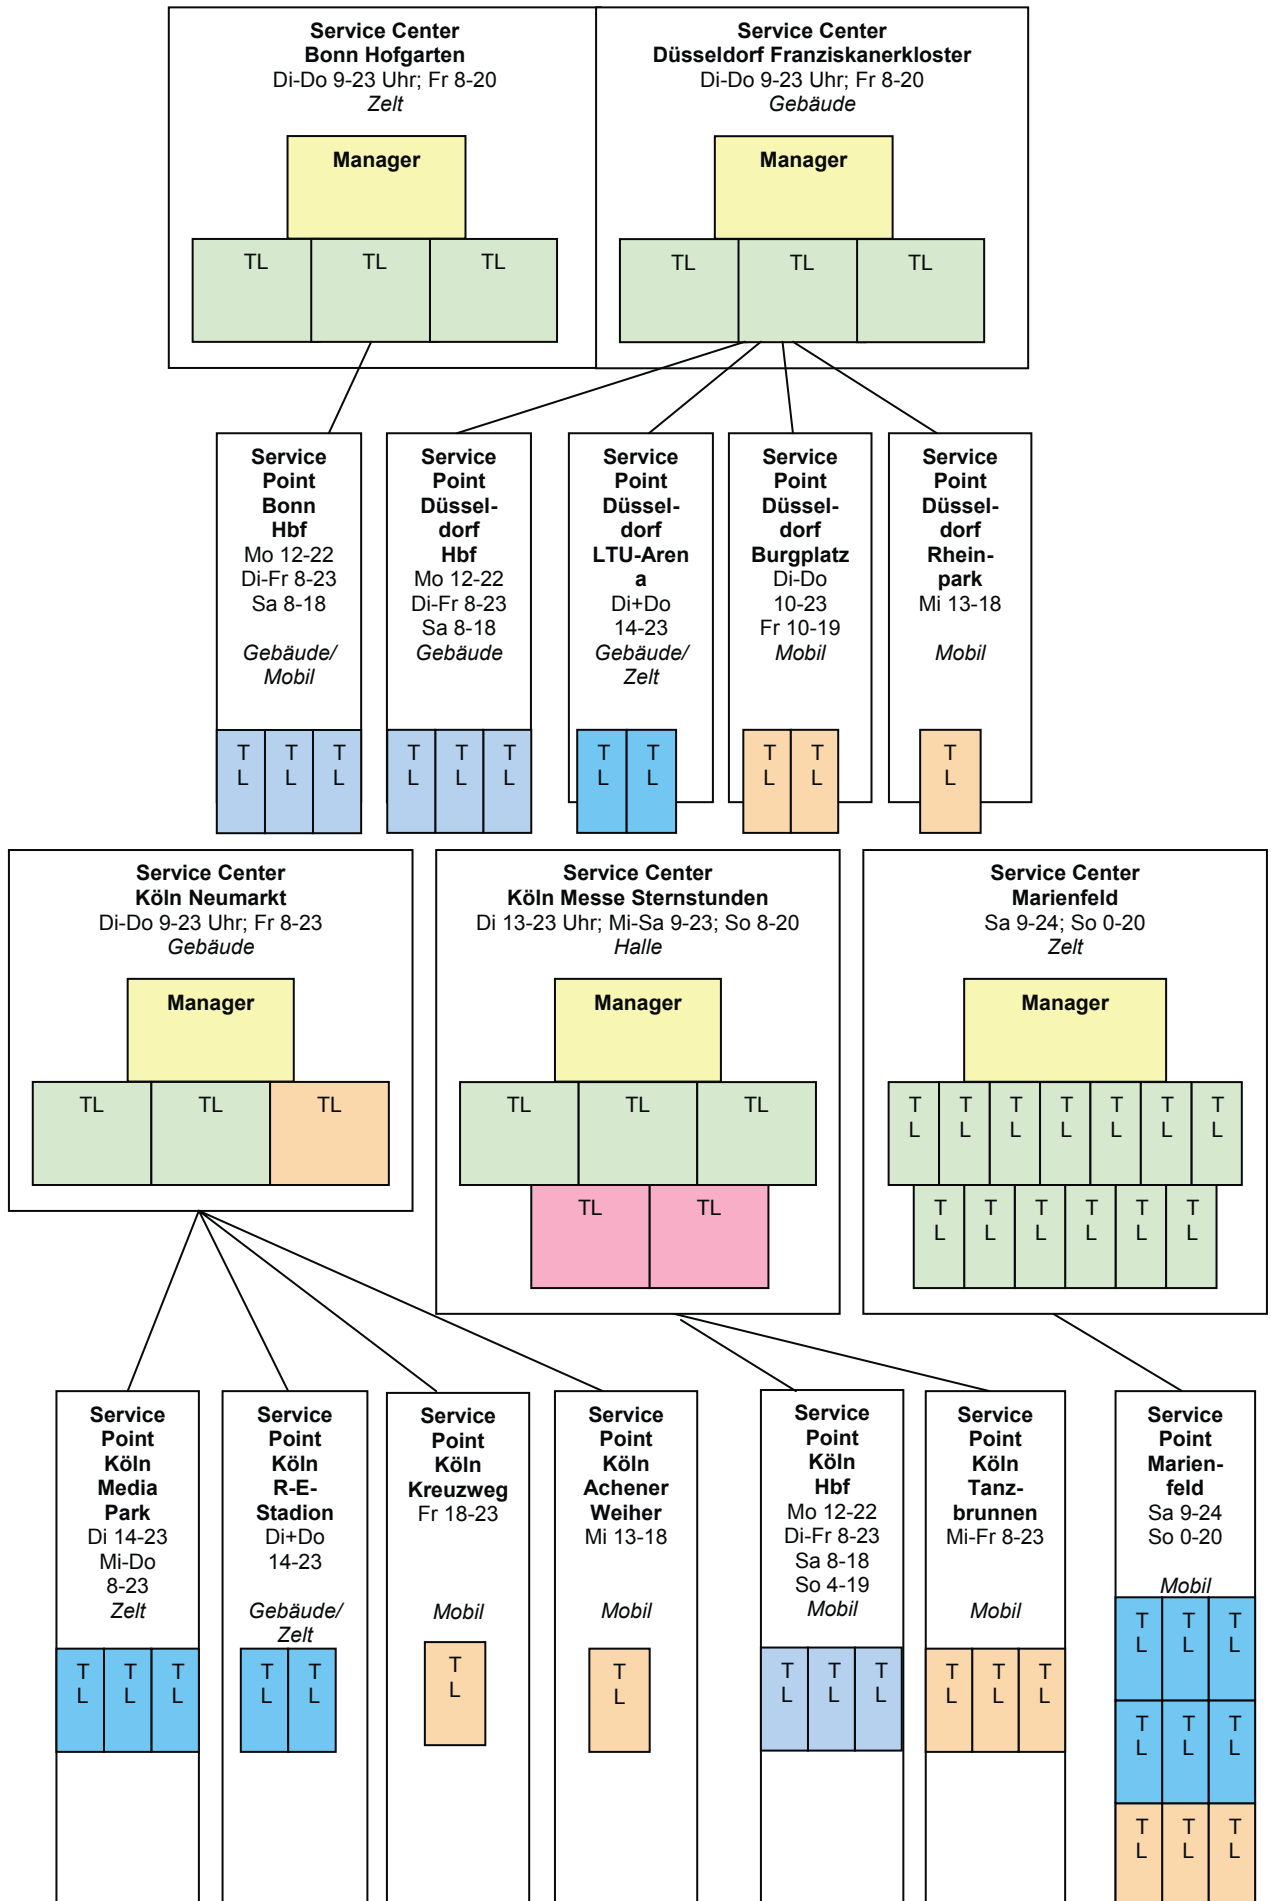 Service Center
Bonn Hofgarten
Di-Do 9-23 Uhr; Fr 8-20
Zelt
Manager
TL
TL
TL
Service Center
Düsseldorf Franziskanerkloster
Di-Do 9-23 Uhr; Fr 8-20
Gebäude
Manager
TL
TL
TL
Service
Point
Bonn
Hbf
Mo 12-22
Di-Fr 8-23
Sa 8-18
Gebäude/
Mobil
T
L
T
L
T
L
Service
Point
Düssel-
dorf
Hbf
Mo 12-22
Di-Fr 8-23
Sa 8-18
Gebäude
T
L
T
L
T
L
Service
Point
Düssel-
dorf
LTU-Aren
a
Di+Do
14-23
Gebäude/
Zelt
T
L
T
L
Service
Point
Düssel-
dorf
Burgplatz
Di-Do
10-23
Fr 10-19
Mobil
T
L
T
L
Service
Point
Düssel-
dorf
Rhein-
park
Mi 13-18
Mobil
T
L
Service Center
Köln Neumarkt
Di-Do 9-23 Uhr; Fr 8-23
Gebäude
Manager
TL
TL
TL
Service Center
Köln Messe Sternstunden
Di 13-23 Uhr; Mi-Sa 9-23; So 8-20
Halle
Manager
TL
TL
TL
TL
TL
Service Center
Marienfeld
Sa 9-24; So 0-20
Zelt
Manager
T
L
T
L
T
L
T
L
T
L
T
L
T
L
T
L
T
L
T
L
T
L
T
L
T
L
Service
Point
Köln
Media
Park
Di 14-23
Mi-Do
8-23
Zelt
T
L
T
L
T
L
Service
Point
Köln
R-E-
Stadion
Di+Do
14-23
Gebäude/
Zelt
T
L
T
L
Service
Point
Köln
Kreuzweg
Fr 18-23
Mobil
T
L
Service
Point
Köln
Achener
Weiher
Mi 13-18
Mobil
T
L
Service
Point
Köln
Hbf
Mo 12-22
Di-Fr 8-23
Sa 8-18
So 4-19
Mobil
T
L
T
L
T
L
Service
Point
Köln
Tanz-
brunnen
Mi-Fr 8-23
Mobil
T
L
T
L
T
L
Service
Point
Marien-
feld
Sa 9-24
So 0-20
Mobil
T
L
T
L
T
L
T
L
T
L
T
L
T
L
T
L
T
L